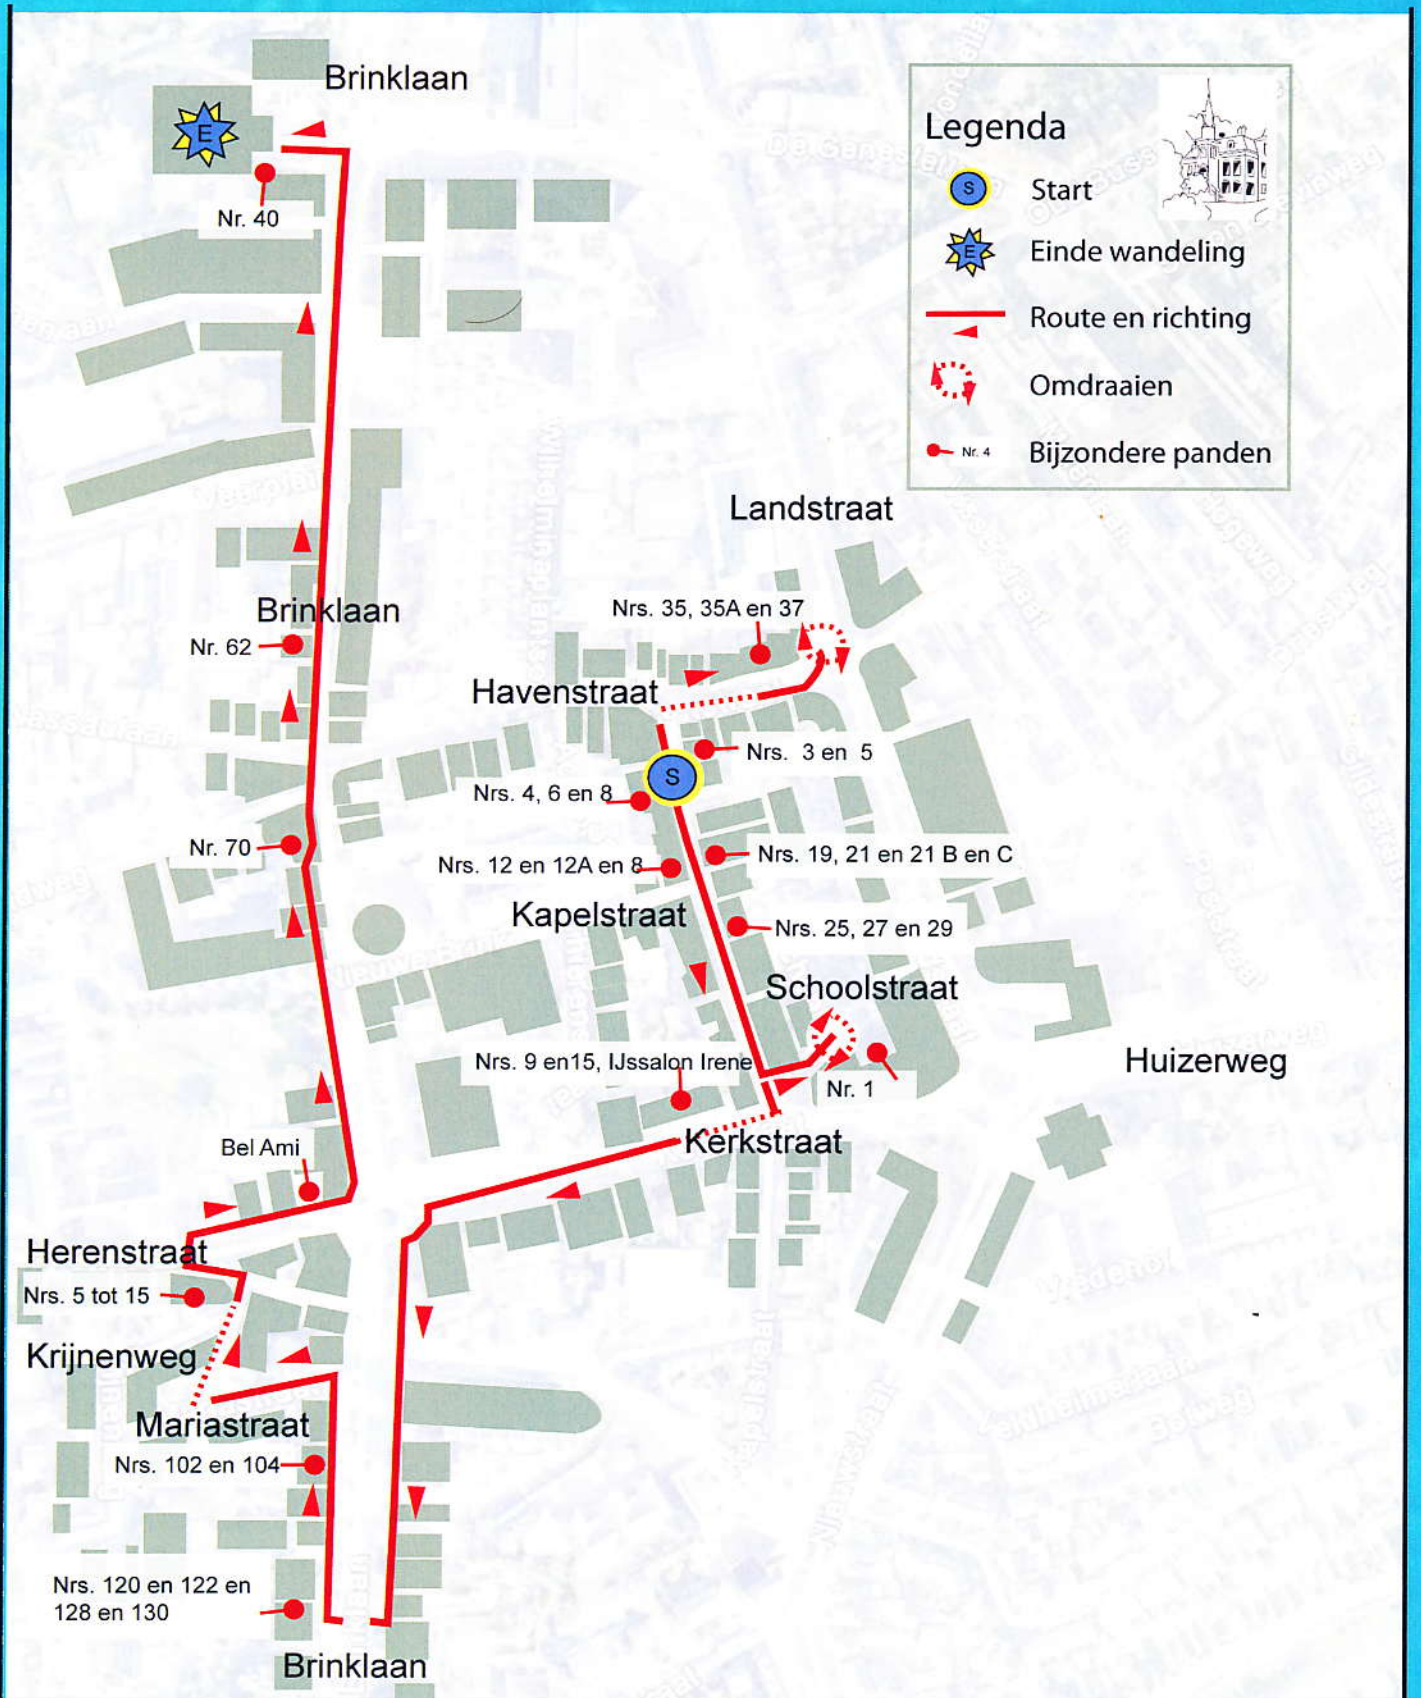 Brinklaan
E
Nr. 40
Legenda
S
Start
E
Einde wandeling
Route en richting
Omdraaien
Nr. 4
Bijzondere panden
Landstraat
Nrs. 35, 35A en 37
Brinklaan
Nr. 62
Havenstraat
Nrs. 3 en 5
S
Nrs. 4, 6 en 8
Nr. 70
Nrs. 12 en 12A en 8
Nrs. 19, 21 en 21 B en C
Kapelstraat
Nrs. 25, 27 en 29
Schoolstraat
Nrs. 9 en15, IJssalon Irene
Huizerweg
Nr. 1
Kerkstraat
Bel Ami
Herenstraat
Nrs. 5 tot 15
Krijnenweg
Mariastraat
Nrs. 102 en 104
Nrs. 120 en 122 en
128 en 130
Brinklaan